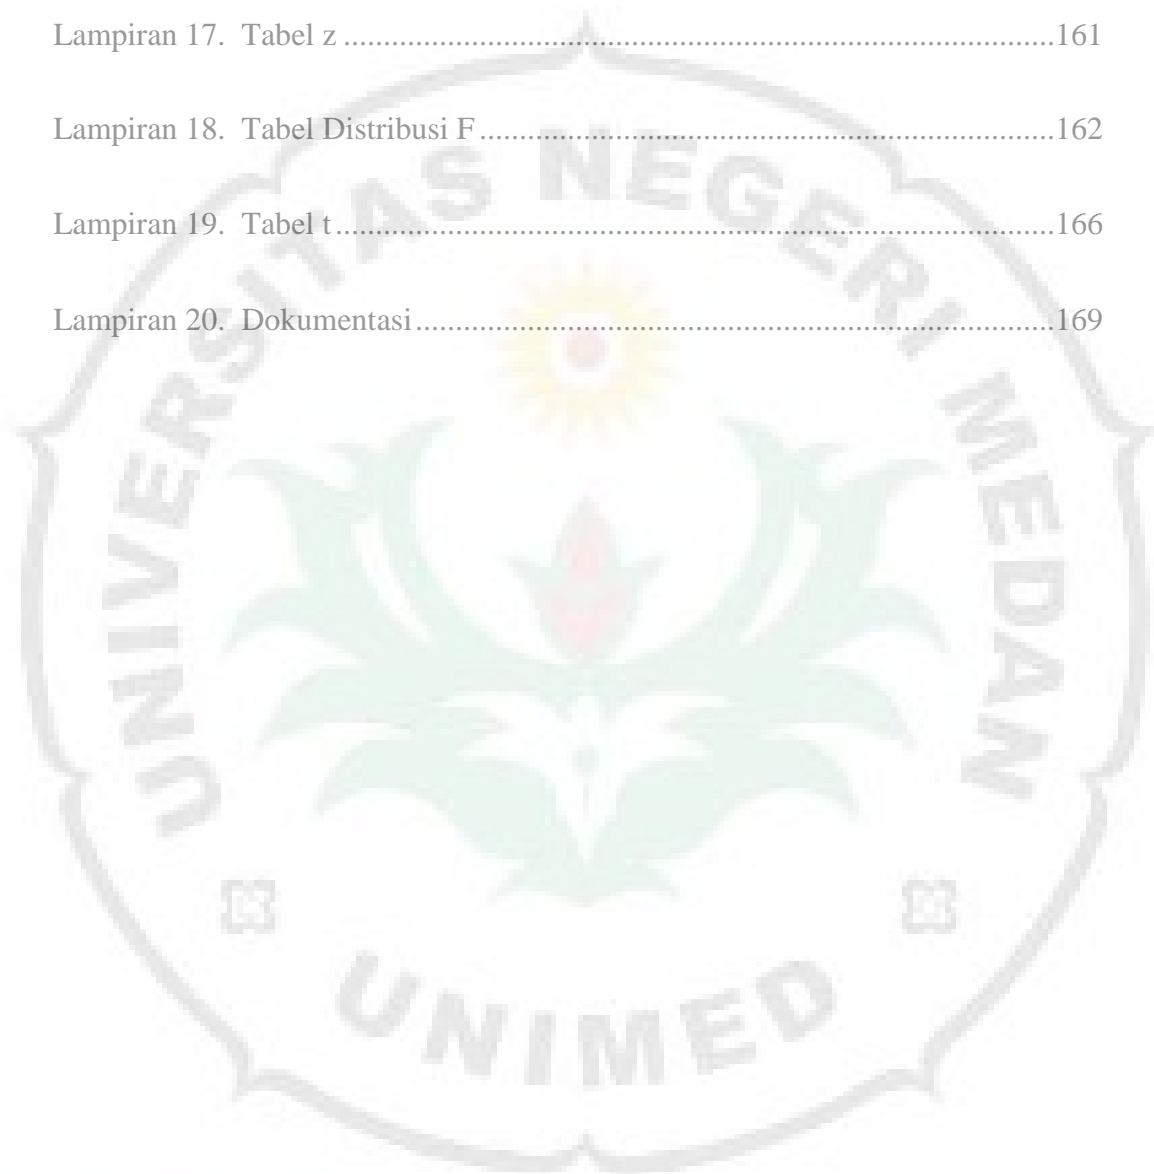 Lampiran 17. Tabel z ........................................................................................161
Lampiran 18. Tabel Distribusi F.......................................................................162
Lampiran 19. Tabel t.........................................................................................166
Lampiran 20. Dokumentasi...............................................................................169
UNIVERSITAS NEGERI MEDAN
UNIMED